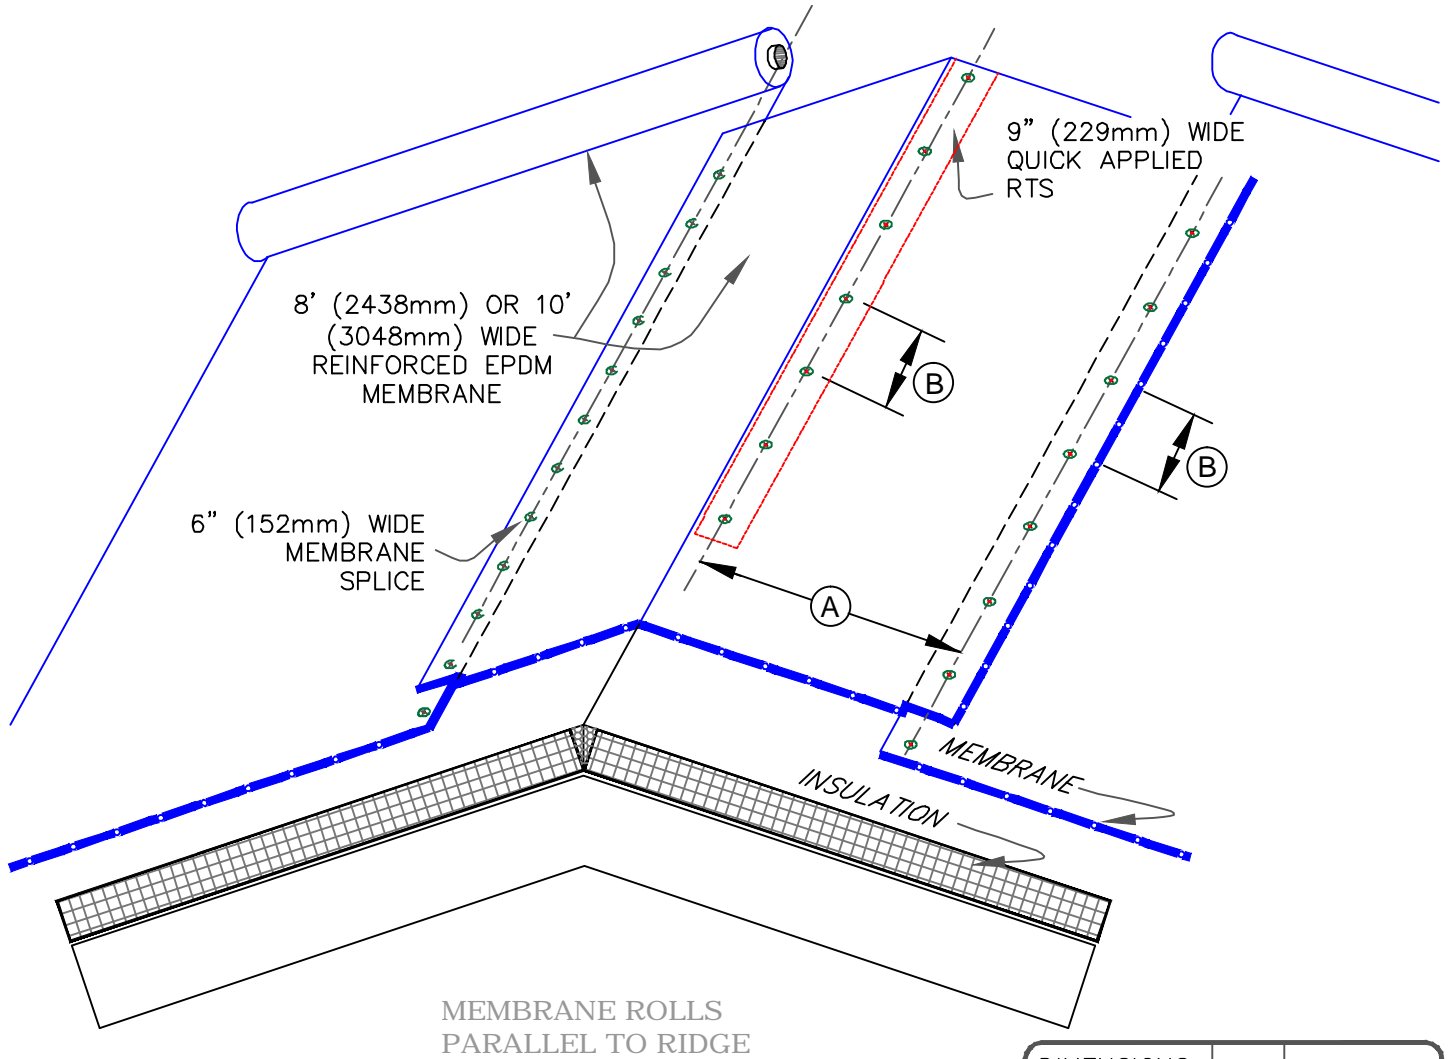 9” (229mm) WIDE
QUICK APPLIED
RTS
8’ (2438mm) OR 10’
(3048mm) WIDE
REINFORCED EPDM
MEMBRANE
B
B
6” (152mm) WIDE
MEMBRANE
SPLICE
A
MEMBRANE
INSULATION
MEMBRANE ROLLS
PARALLEL TO RIDGE